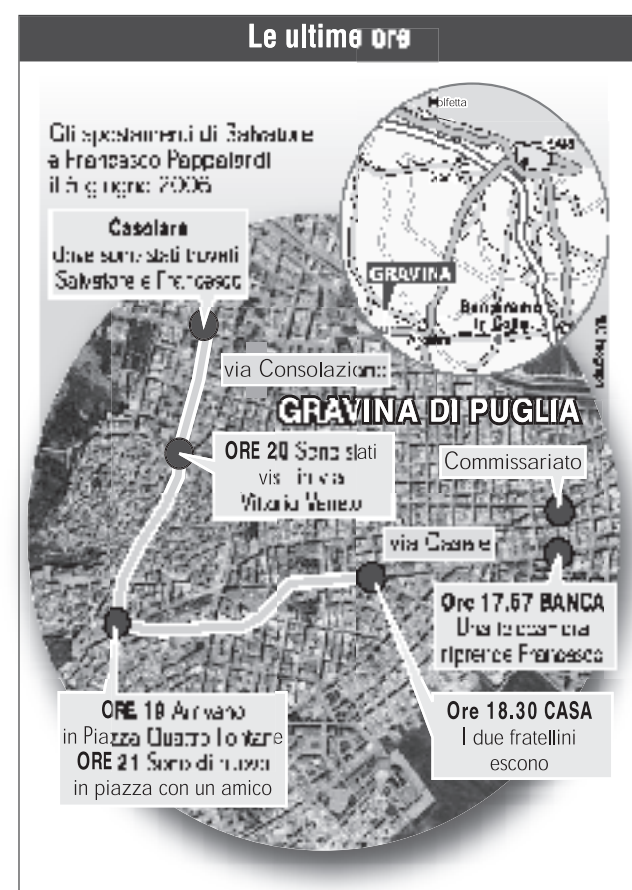 Le ultime ore
Gli spostamenti di Salvatore
e Francesco Pappalardi
il 5 giugno 2006
Casolare
dove sono stati trovati
Salvatore e Francesco
Molfetta
BARI
GRAVINA
via Consolazione
GRAVINA DI PUGLIA
ORE 20 Sono stati
visti in via
Vittorio Veneto
Commissariato
via Casale
Ore 17.57 BANCA
Una telecamera
riprende Francesco
ORE 19 Arrivano
in Piazza Quattro Fontane
ORE 21 Sono di nuovo
in piazza con un amico
Ore 18.30 CASA
I due fratellini
escono